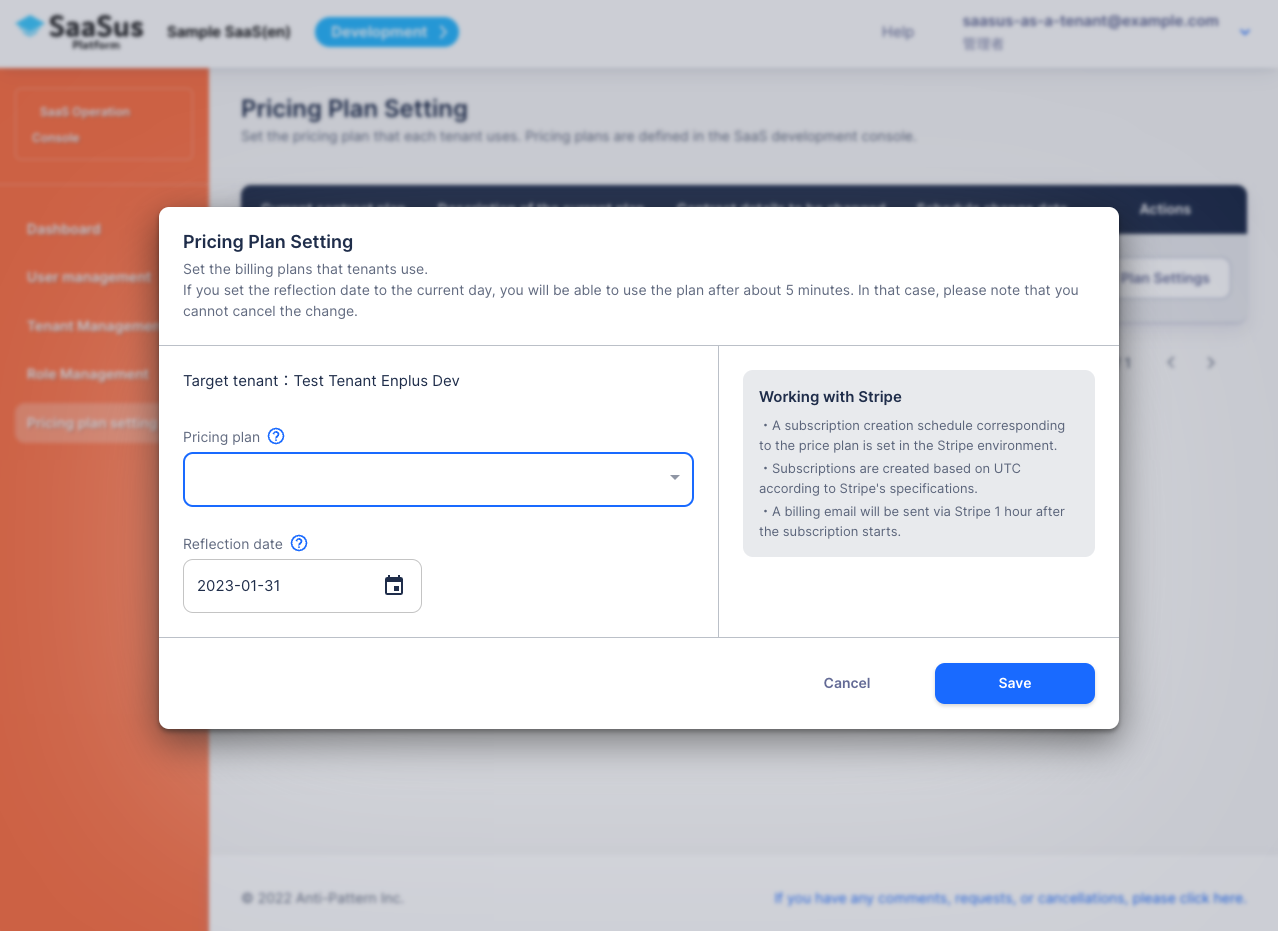 SaaSus
Platform
Sample SaaS(en)
Development
Help
saasus-as-a-tenant@example.com
管理者
SaaS Operation
Console
Pricing Plan Setting
Set the pricing plan that each tenant uses. Pricing plans are defined in the SaaS development console.
Dashboard
User management
Tenant Management
Role Management
Pricing plan setting
Actions
Plan Settings
1
Pricing Plan Setting
Set the billing plans that tenants use.
If you set the reflection date to the current day, you will be able to use the plan after about 5 minutes. In that case, please note that you
cannot cancel the change.
Target tenant：Test Tenant Enplus Dev
Pricing plan
Reflection date
2023-01-31
Working with Stripe
・A subscription creation schedule corresponding
to the price plan is set in the Stripe environment.
・Subscriptions are created based on UTC
according to Stripe's specifications.
・A billing email will be sent via Stripe 1 hour after
the subscription starts.
Cancel
Save
© 2022 Anti-Pattern Inc.
If you have any comments, requests, or cancellations, please click here.